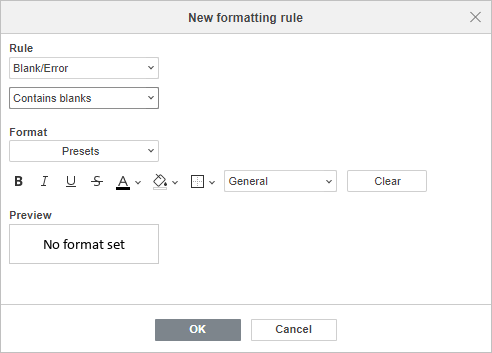 New formatting rule
Rule
Blank/Error
Contains blanks
Format
Presets
B I U S A General Clear
Preview
No format set
OK Cancel